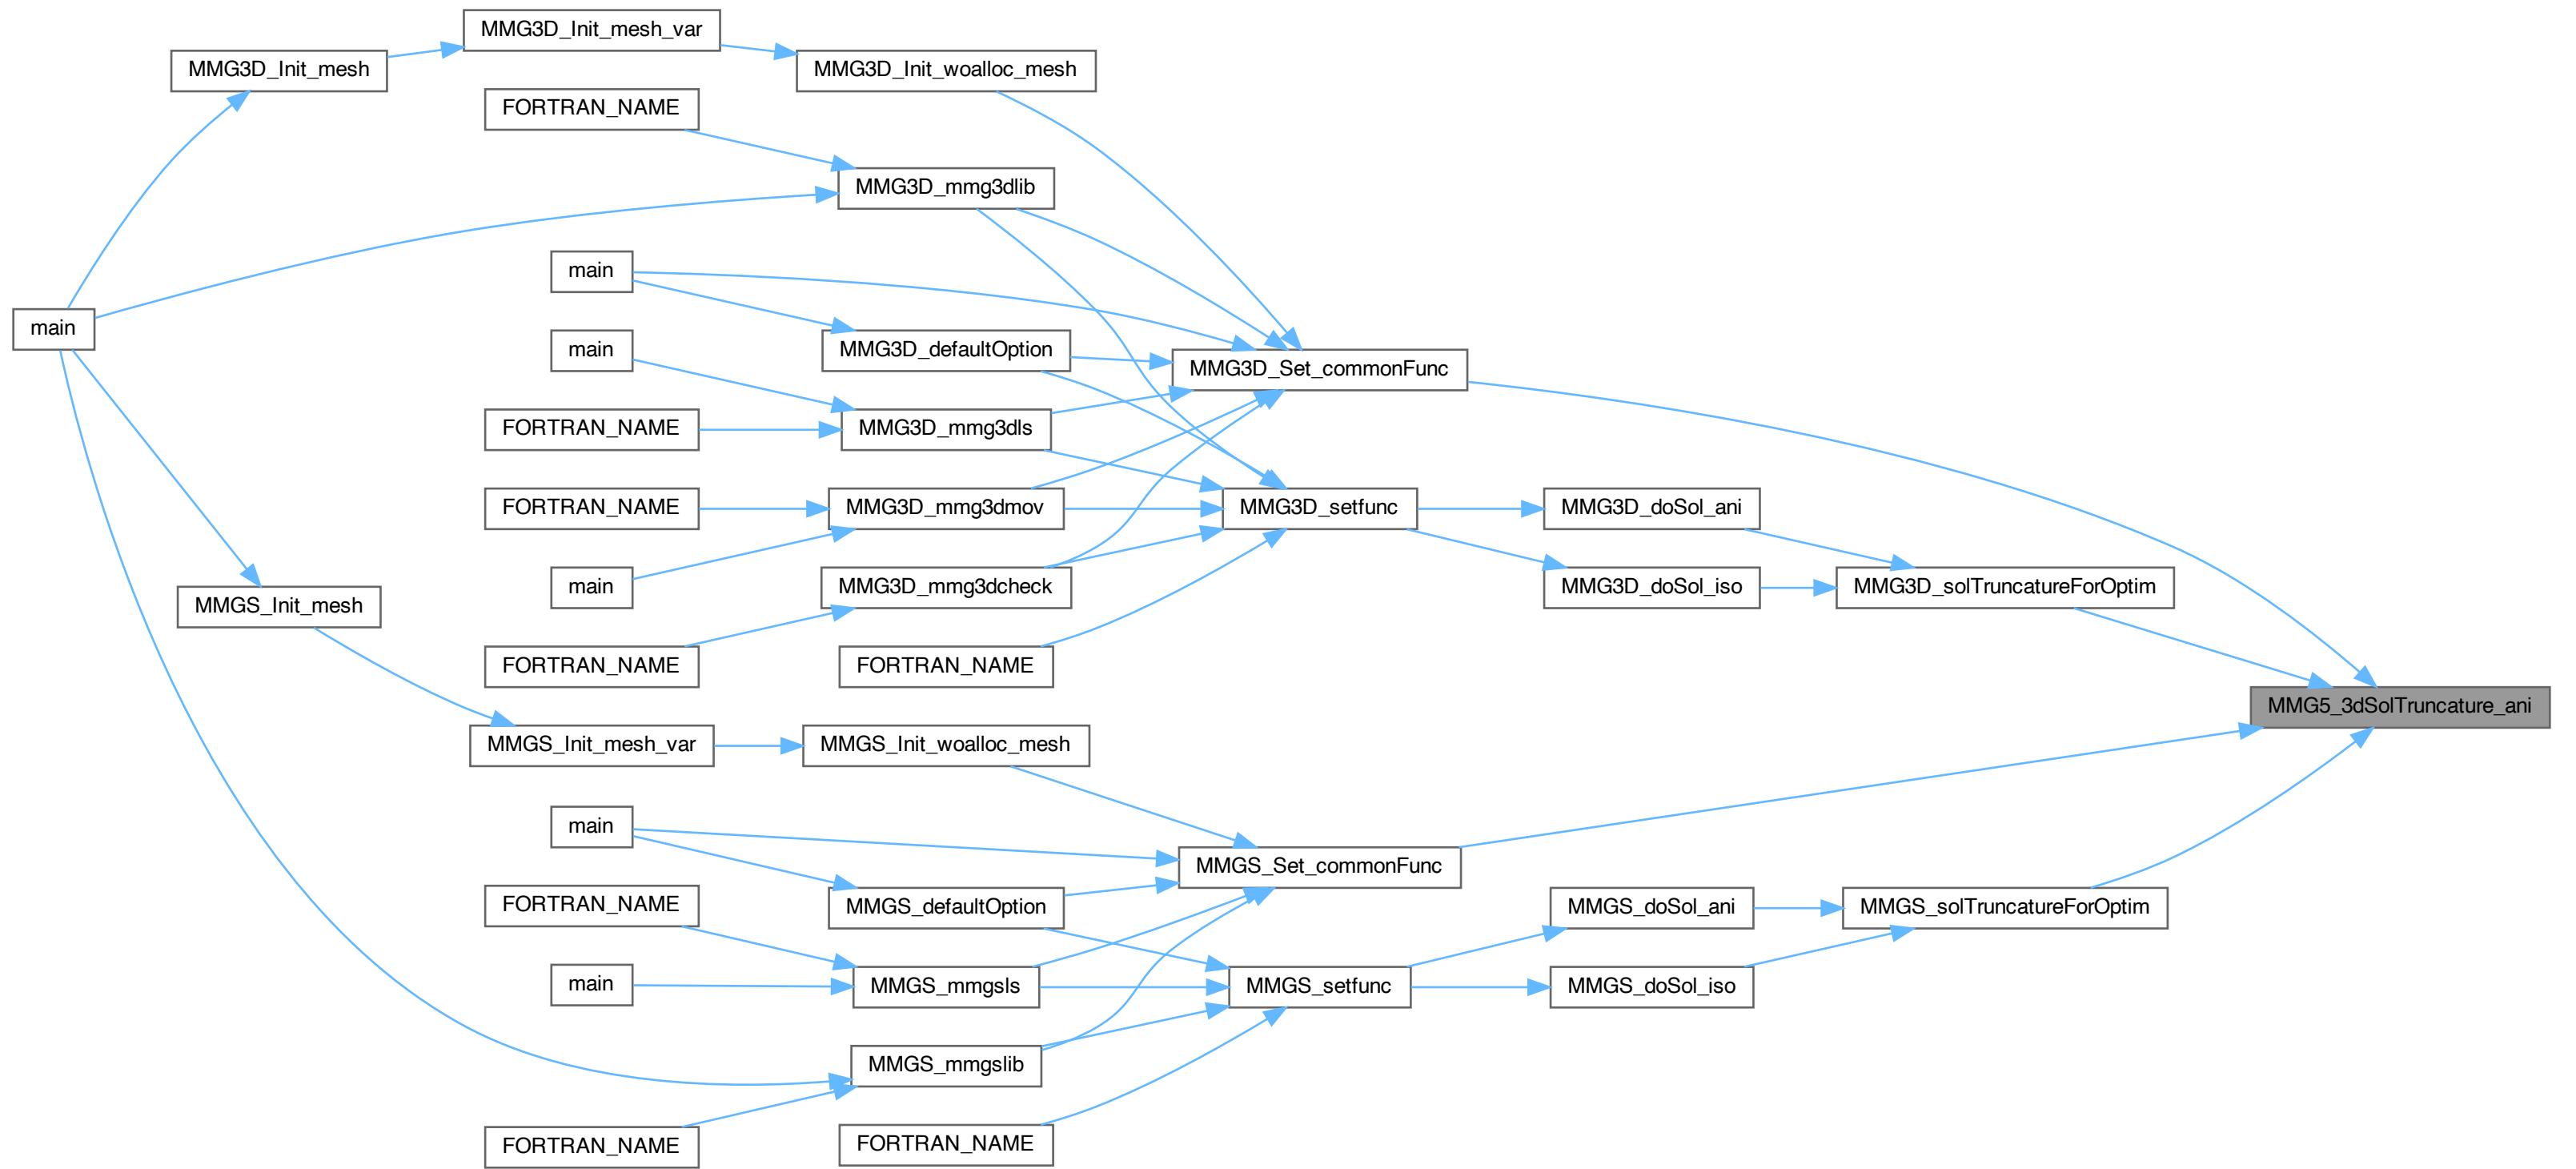 MMG3D_Init_mesh_var
MMG3D_Init_mesh
MMG3D_Init_woalloc_mesh
FORTRAN_NAME
MMG3D_mmg3dlib
main
main
main
MMG3D_defaultOption
MMG3D_Set_commonFunc
FORTRAN_NAME
MMG3D_mmg3dls
FORTRAN_NAME
MMG3D_mmg3dmov
MMG3D_setfunc
MMG3D_doSol_ani
main
MMG3D_mmg3dcheck
MMG3D_doSol_iso
MMG3D_solTruncatureForOptim
MMGS_Init_mesh
FORTRAN_NAME
FORTRAN_NAME
MMG5_3dSolTruncature_ani
MMGS_Init_mesh_var
MMGS_Init_woalloc_mesh
main
MMGS_Set_commonFunc
FORTRAN_NAME
MMGS_defaultOption
MMGS_doSol_ani
MMGS_solTruncatureForOptim
main
MMGS_mmgsls
MMGS_setfunc
MMGS_doSol_iso
MMGS_mmgslib
FORTRAN_NAME
FORTRAN_NAME